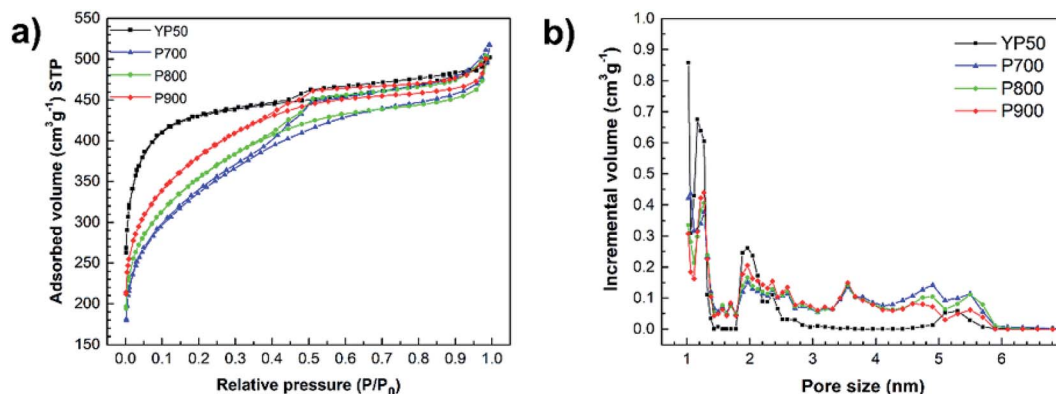 a)
YP50
P700
P800
P900
550
500
450
400
350
300
250
200
150
0.0 0.1 0.2 0.3 0.4 0.5 0.6 0.7 0.8 0.9 1.0
Adsorbed volume (cm³g⁻¹) STP
Relative pressure (P/P₀)
b)
YP50
P700
P800
P900
0.9
0.8
0.7
0.6
0.5
0.4
0.3
0.2
0.1
0.0
1 2 3 4 5 6
Incremental volume (cm³g⁻¹)
Pore size (nm)